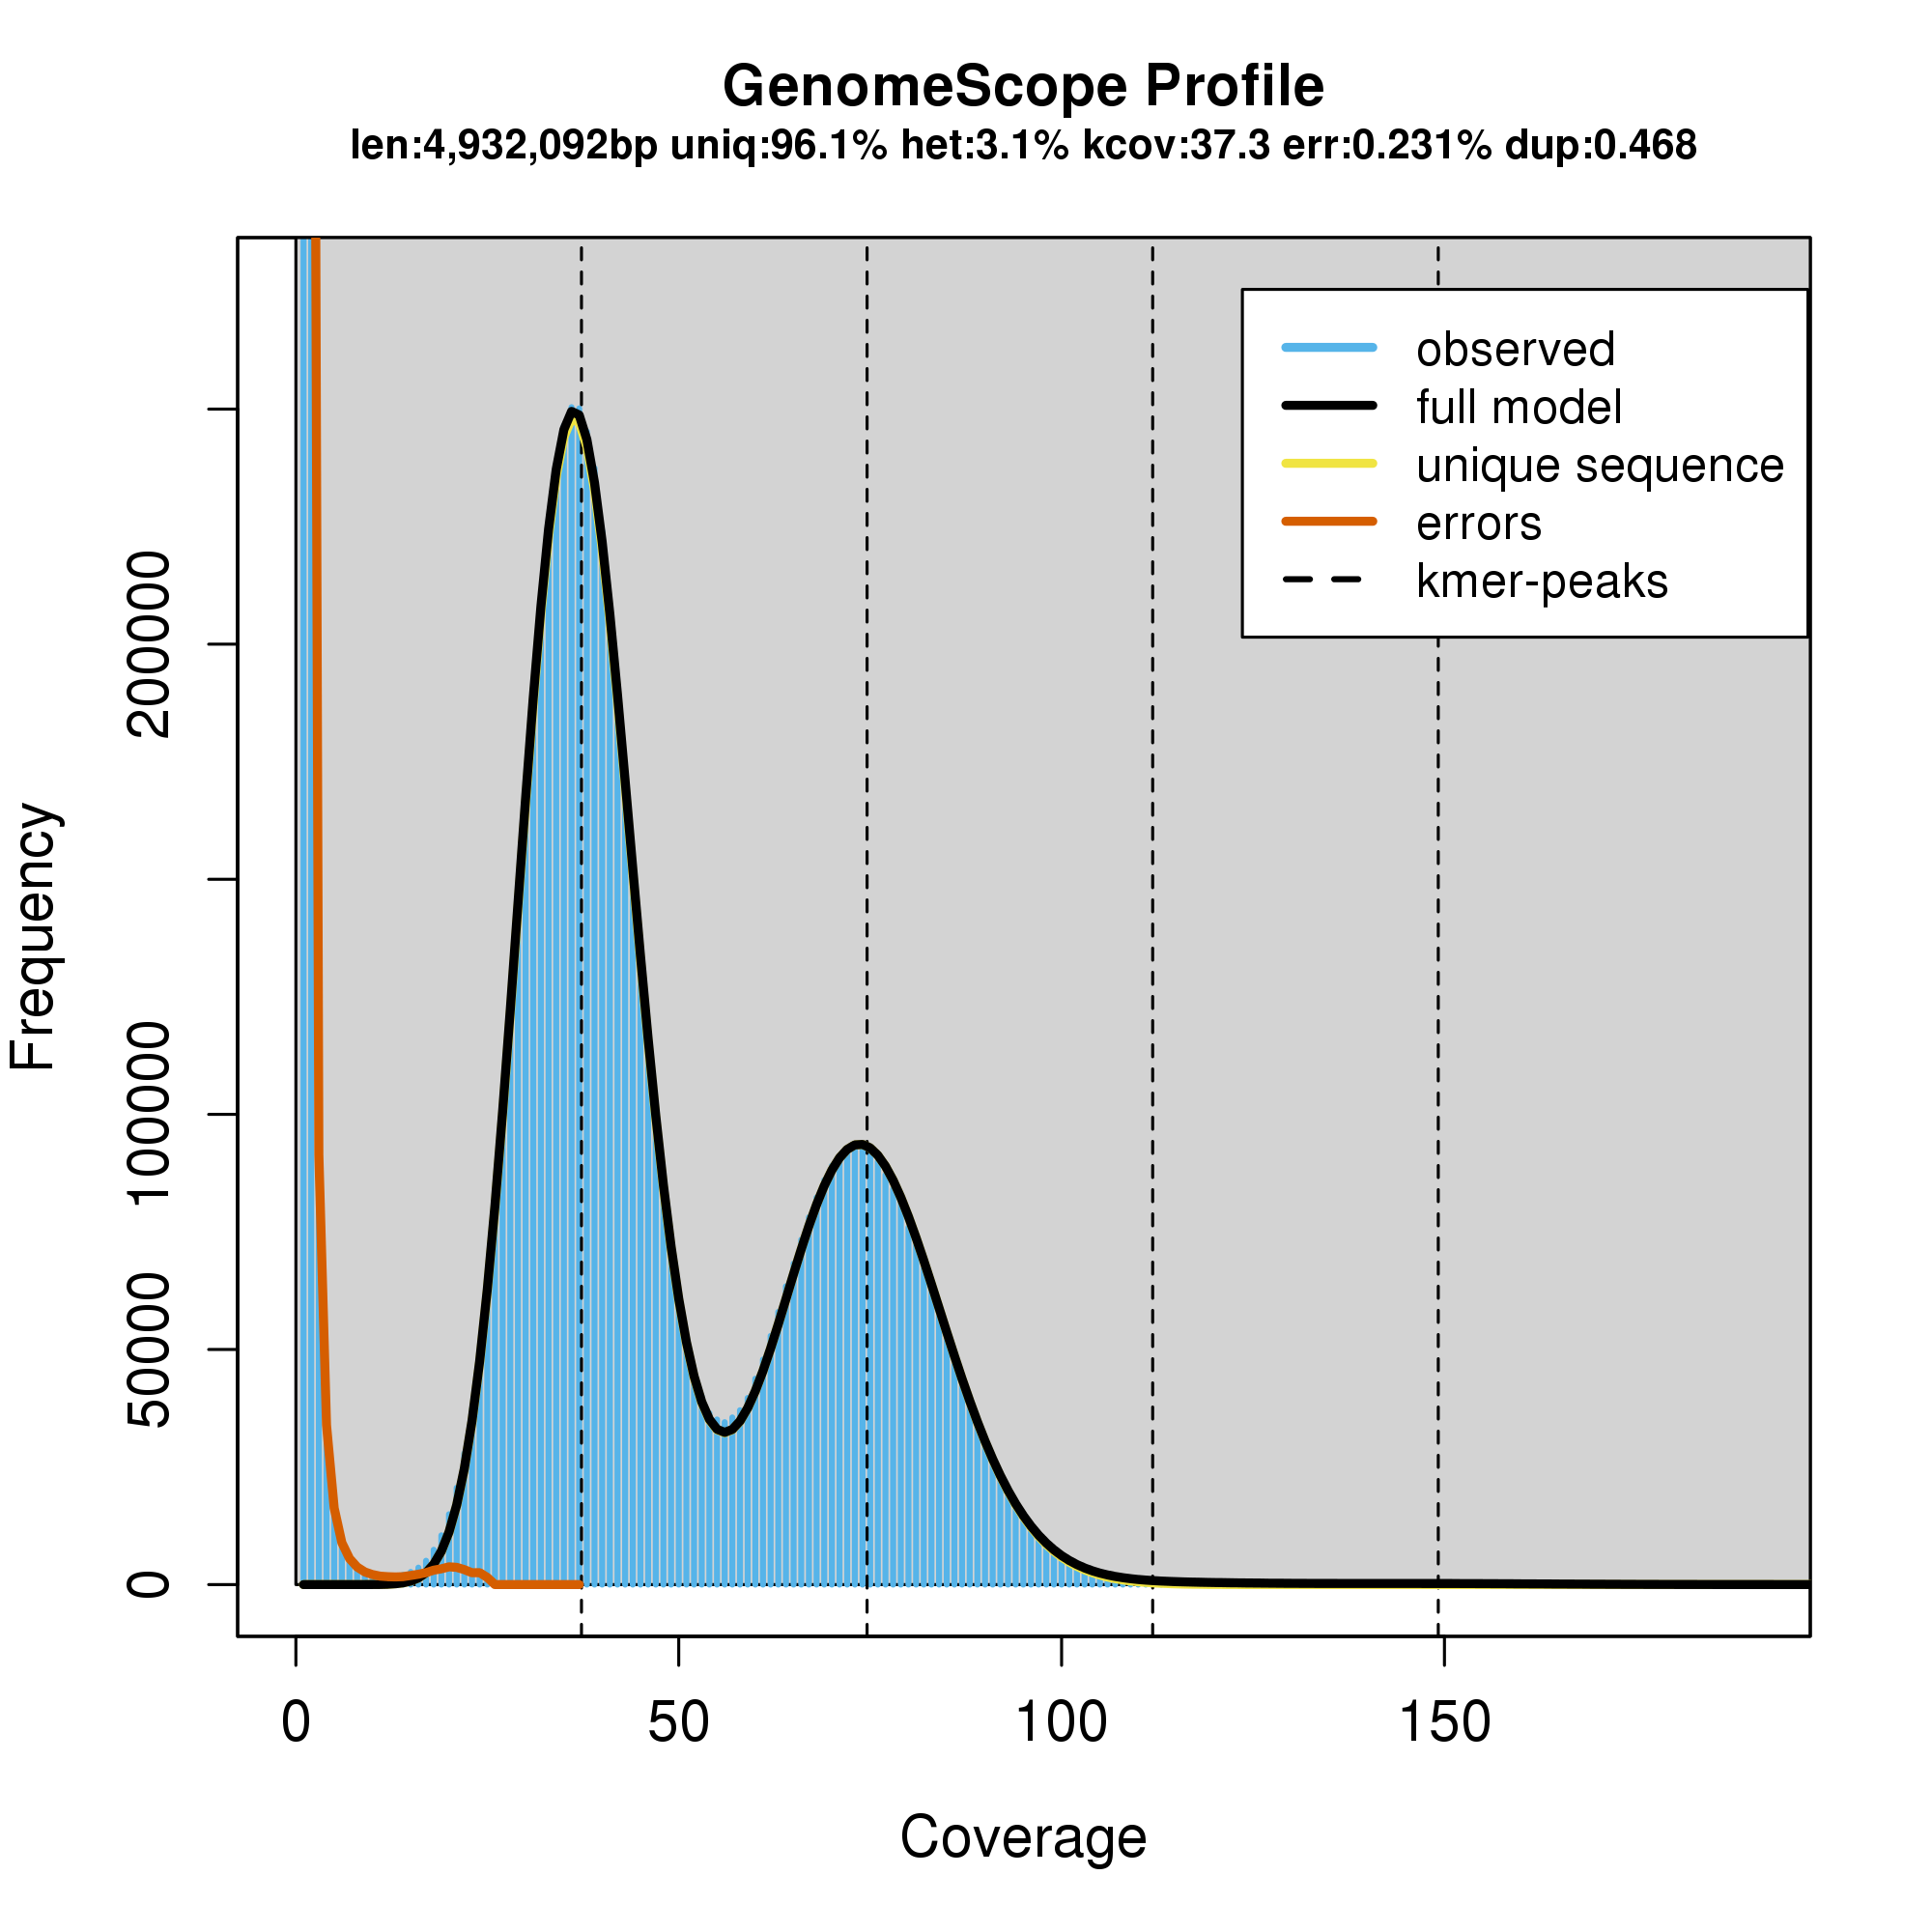 GenomeScope Profile
len:4,932,092bp uniq:96.1% het:3.1% kcov:37.3 err:0.231% dup:0.468
observed
full model
unique sequence
errors
kmer-peaks
Frequency
200000
100000
50000
0
0 50 100 150
Coverage